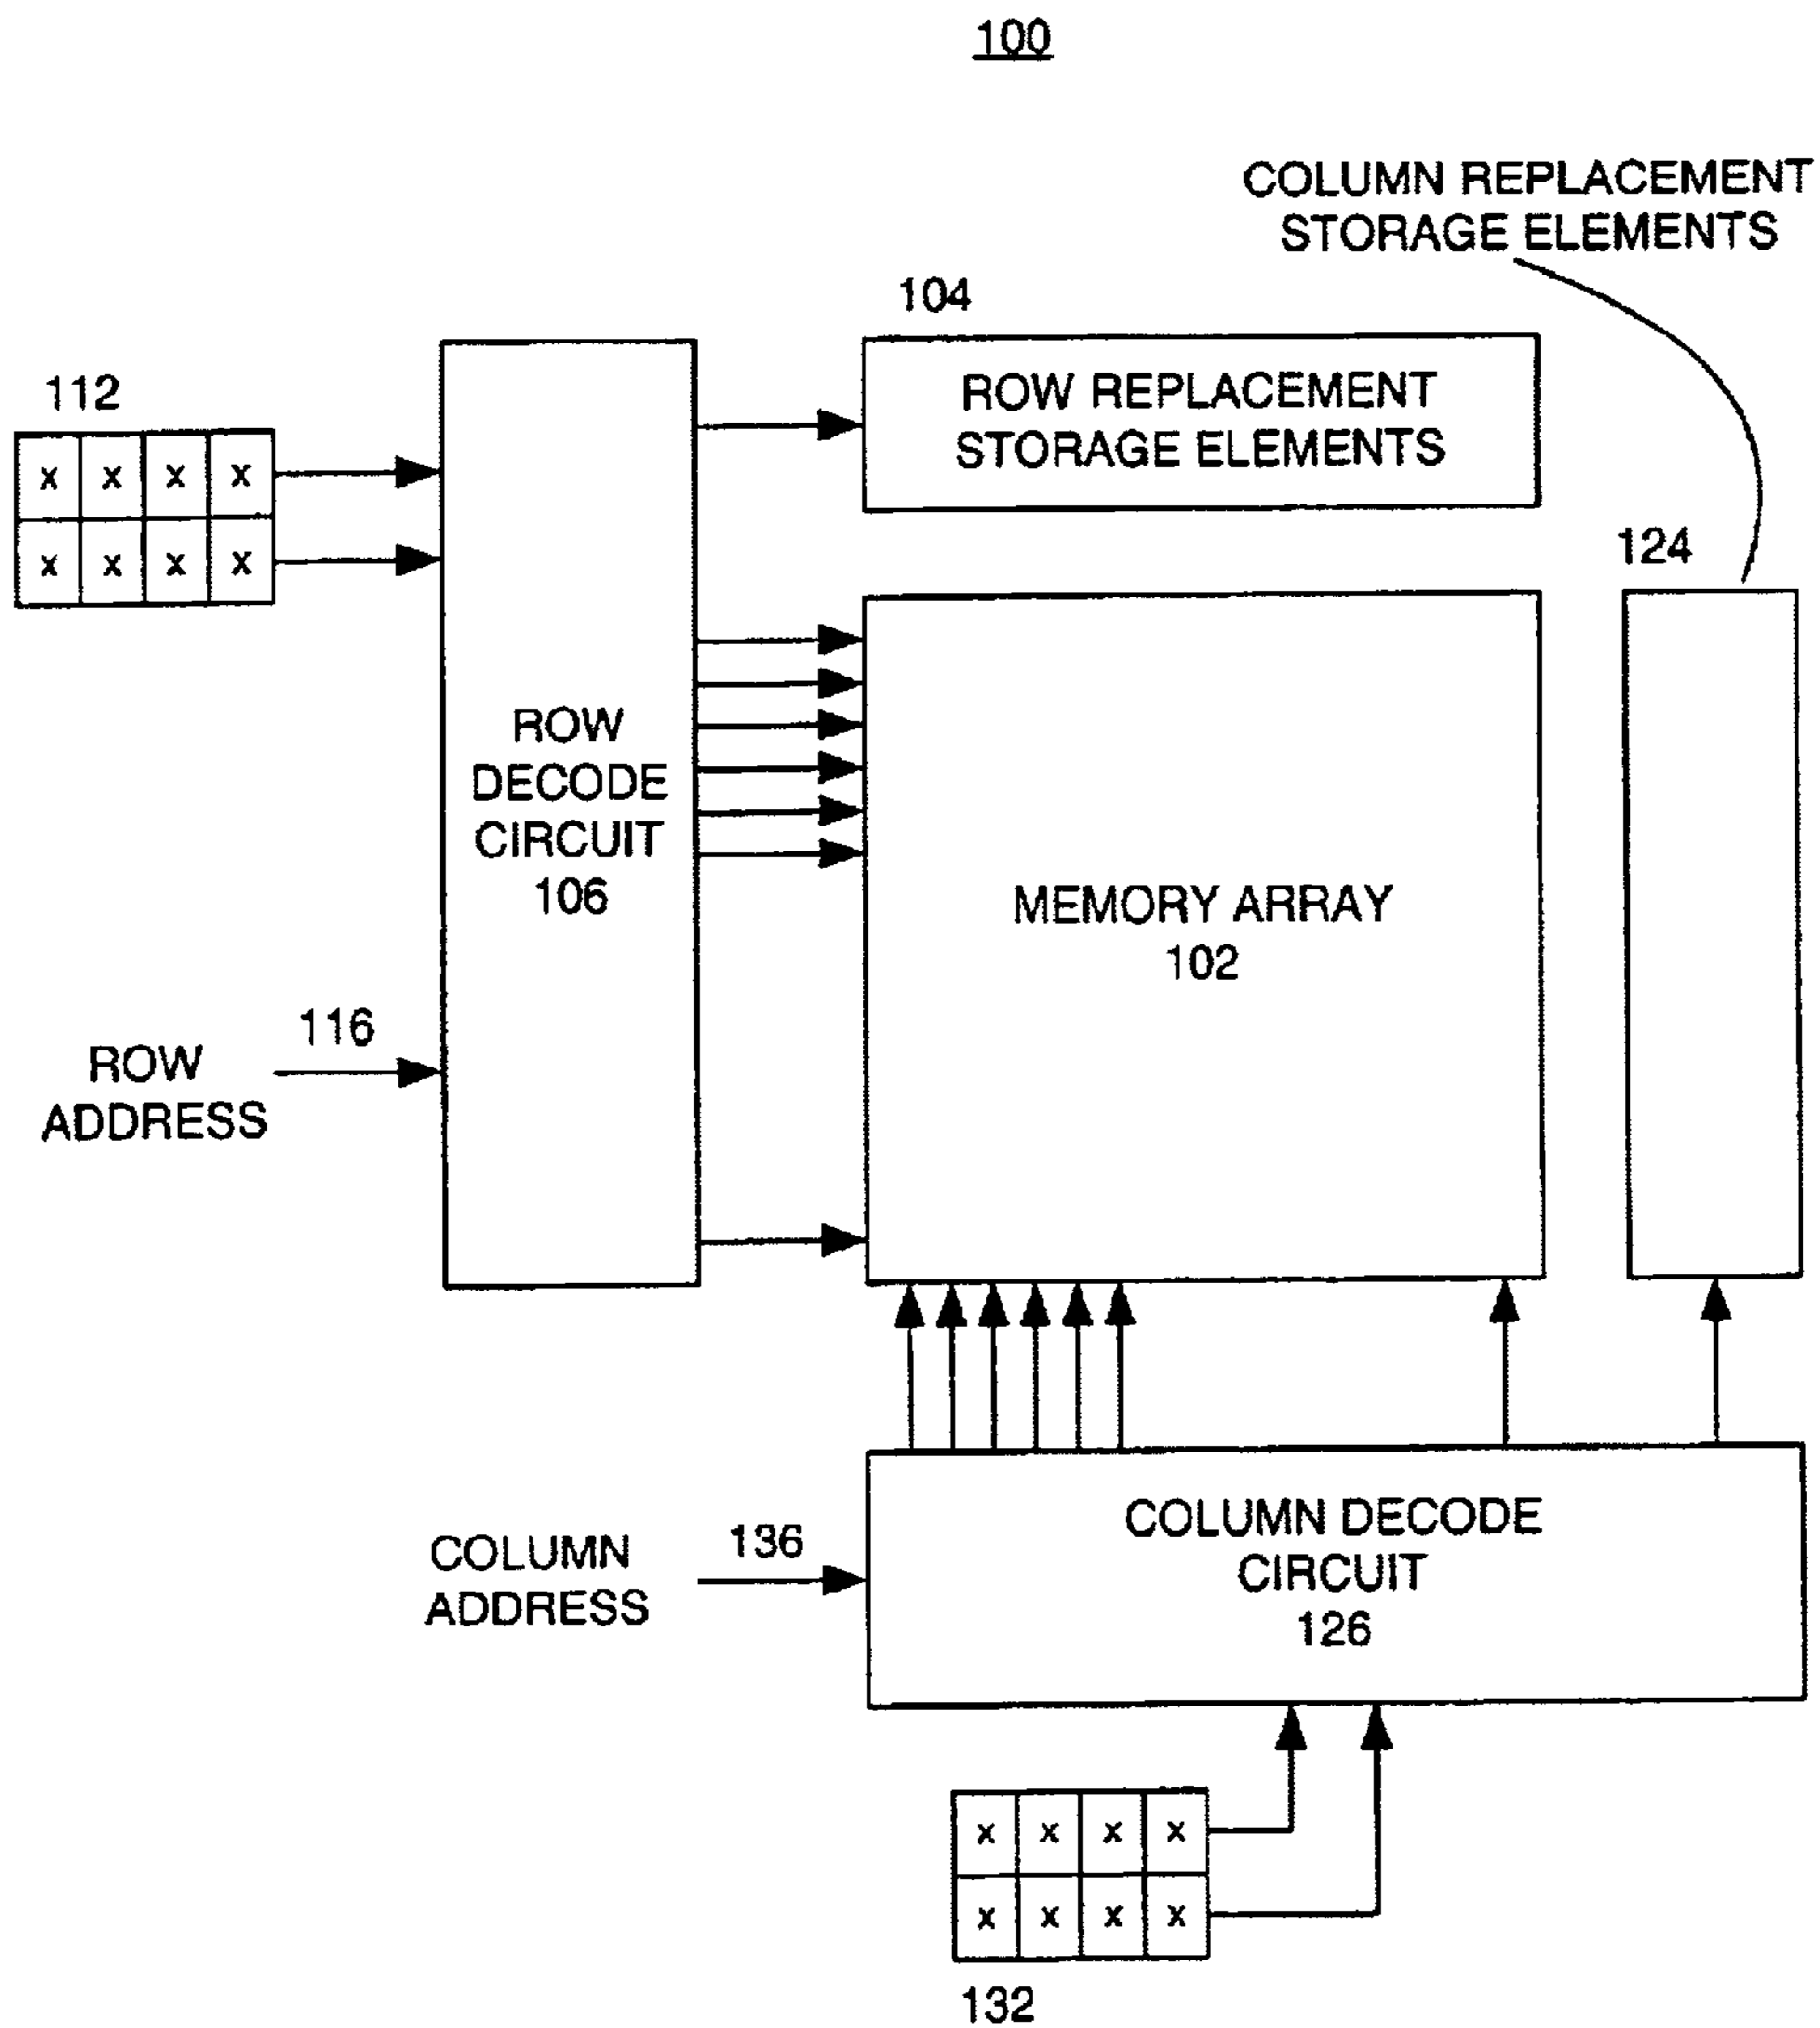 100
COLUMN REPLACEMENT
STORAGE ELEMENTS
104
ROW REPLACEMENT
STORAGE ELEMENTS
112
x x x x
x x x x
124
ROW
DECODE
CIRCUIT
106
MEMORY ARRAY
102
116
ROW
ADDRESS
136
COLUMN
ADDRESS
COLUMN DECODE
CIRCUIT
126
x x x x
x x x x
132